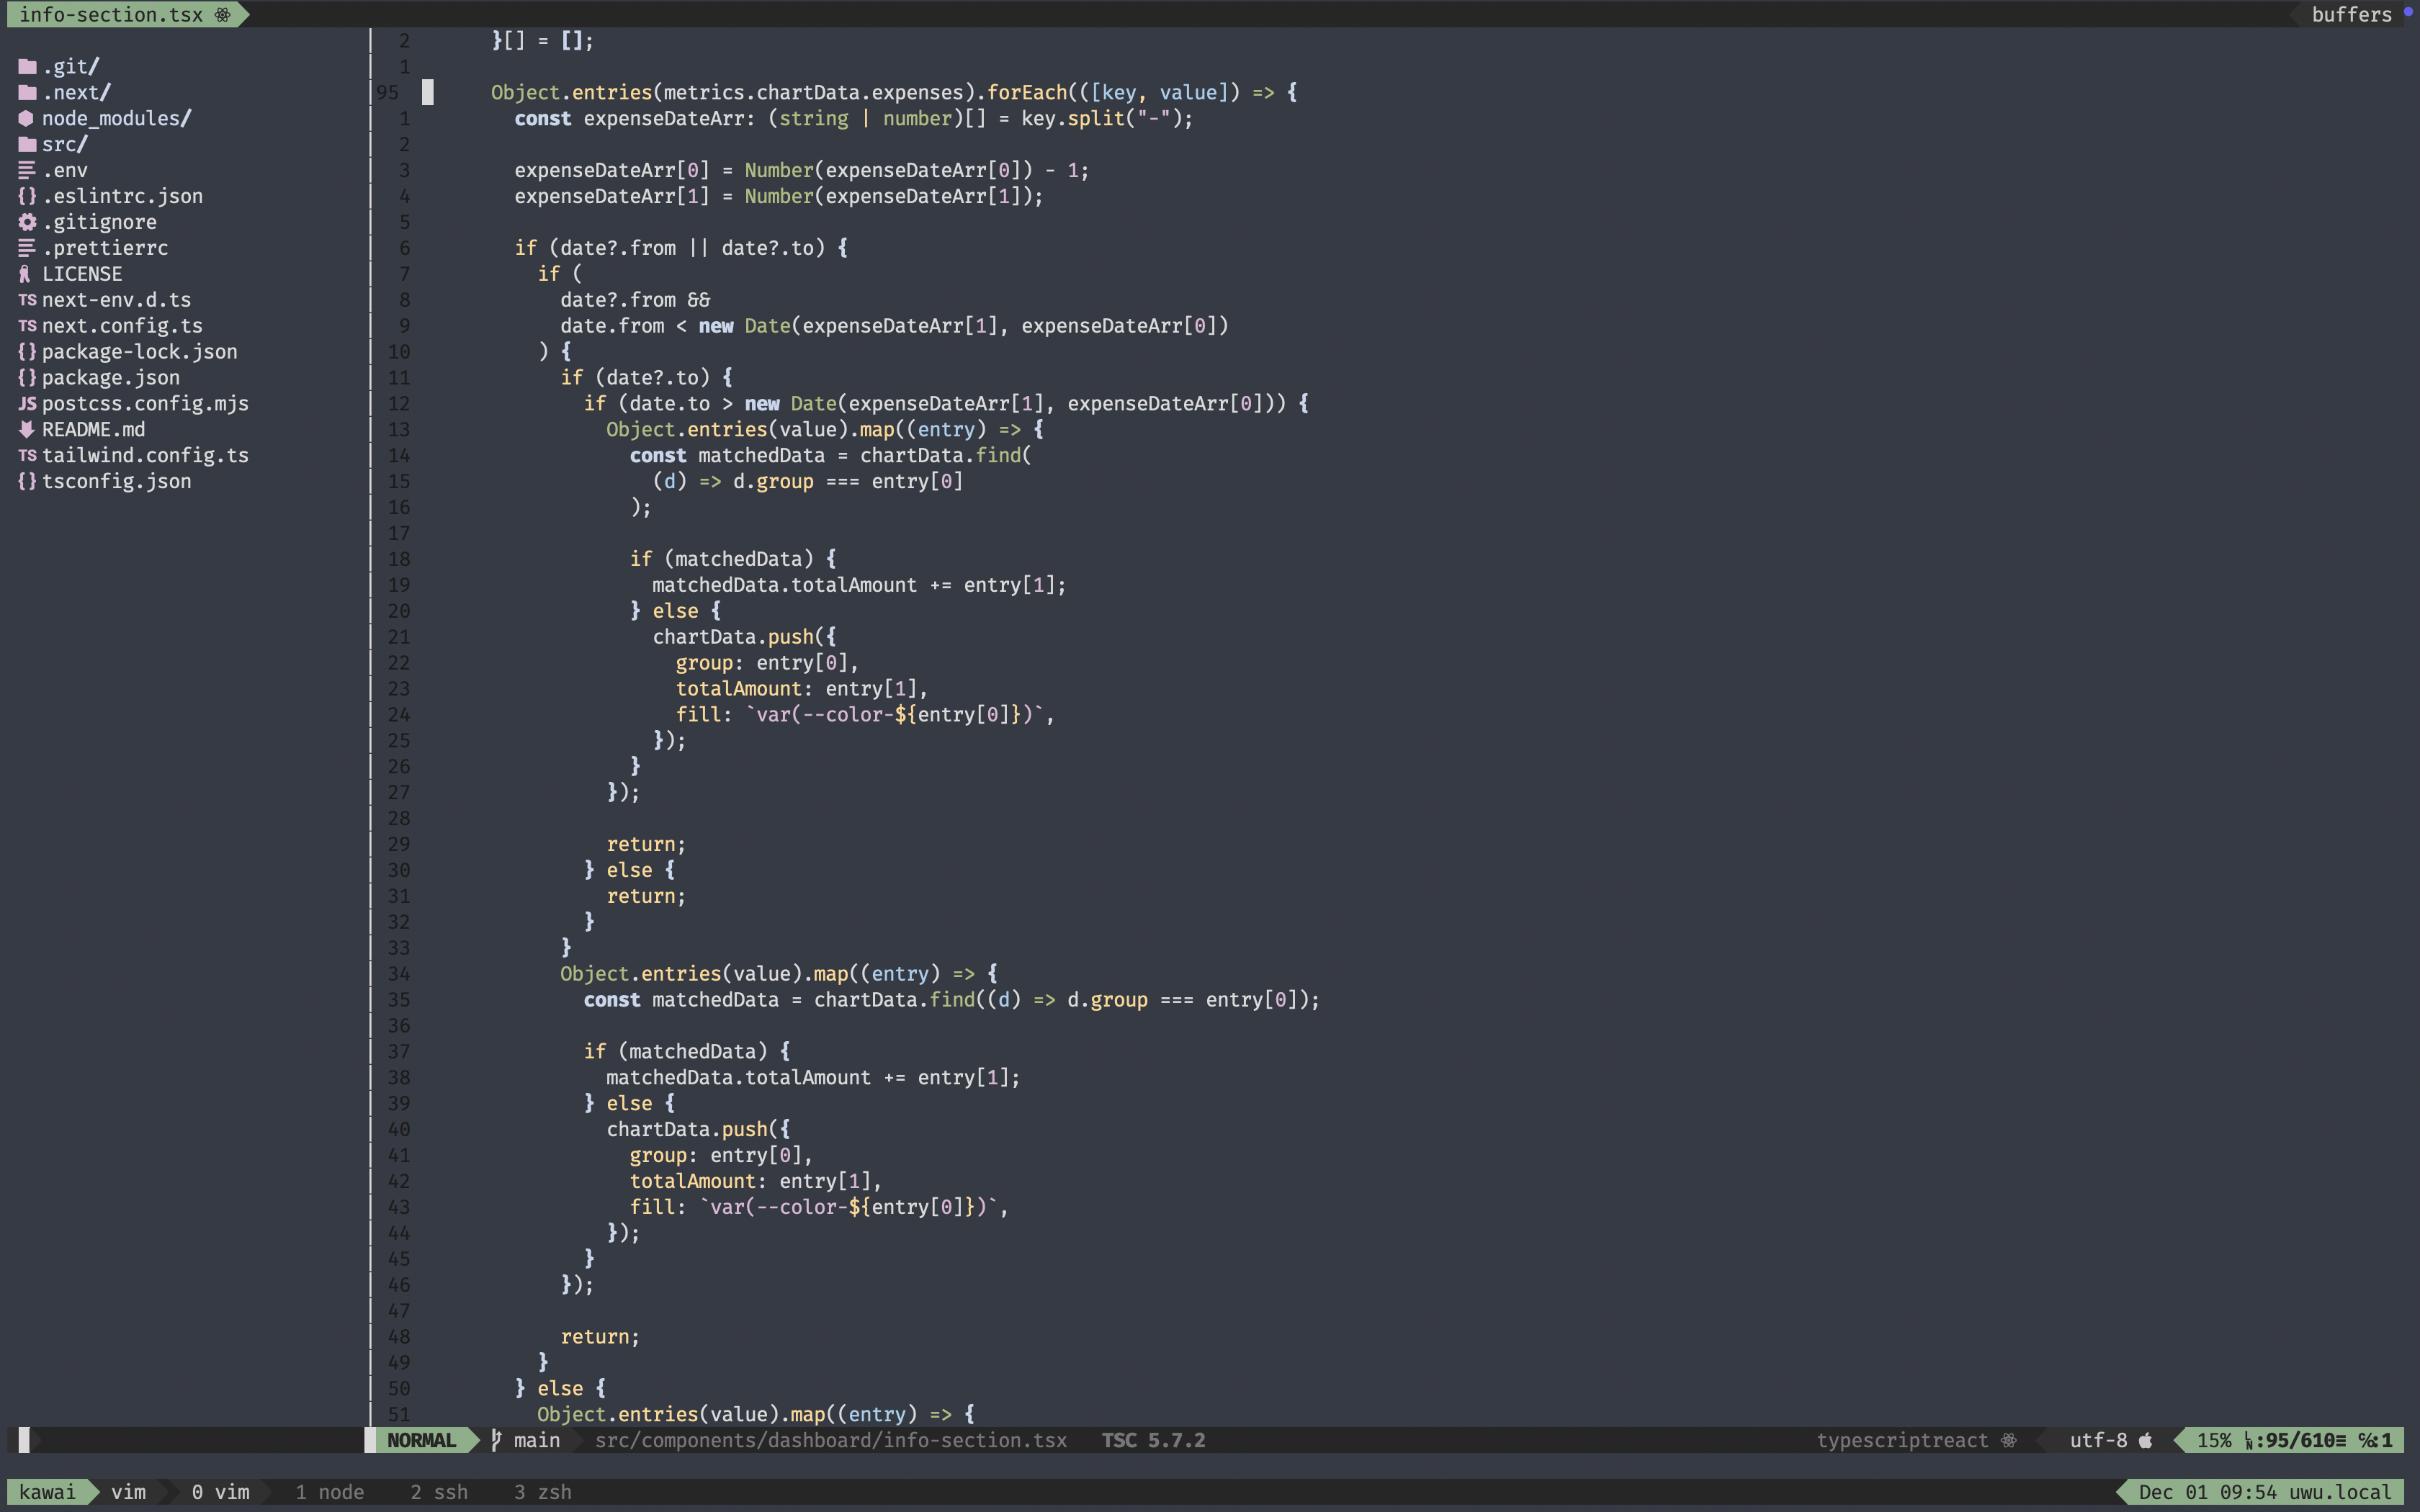 info-section.tsx
buffers
.git/
.next/
node_modules/
src/
.env
{} .eslintrc.json
.gitignore
.prettierrc
LICENSE
TS next-env.d.ts
TS next.config.ts
{} package-lock.json
{} package.json
JS postcss.config.mjs
README.md
TS tailwind.config.ts
{} tsconfig.json
2 }[] = [];
1
95 Object.entries(metrics.chartData.expenses).forEach(([key, value]) => {
1 const expenseDateArr: (string | number)[] = key.split("-");
2
3 expenseDateArr[0] = Number(expenseDateArr[0]) - 1;
4 expenseDateArr[1] = Number(expenseDateArr[1]);
5
6 if (date?.from || date?.to) {
7 if (
8 date?.from &&
9 date.from < new Date(expenseDateArr[1], expenseDateArr[0])
10 ) {
11 if (date?.to) {
12 if (date.to > new Date(expenseDateArr[1], expenseDateArr[0])) {
13 Object.entries(value).map((entry) => {
14 const matchedData = chartData.find(
15 (d) => d.group === entry[0]
16 );
17
18 if (matchedData) {
19 matchedData.totalAmount += entry[1];
20 } else {
21 chartData.push({
22 group: entry[0],
23 totalAmount: entry[1],
24 fill: `var(--color-${entry[0]})`,
25 });
26 }
27 });
28
29 return;
30 } else {
31 return;
32 }
33 }
34 Object.entries(value).map((entry) => {
35 const matchedData = chartData.find((d) => d.group === entry[0]);
36
37 if (matchedData) {
38 matchedData.totalAmount += entry[1];
39 } else {
40 chartData.push({
41 group: entry[0],
42 totalAmount: entry[1],
43 fill: `var(--color-${entry[0]})`,
44 });
45 }
46 });
47
48 return;
49 }
50 } else {
51 Object.entries(value).map((entry) => {
NORMAL main src/components/dashboard/info-section.tsx TSC 5.7.2 typescriptreact utf-8 15% ␤:95/610≡ ℅:1
kawai vim 0 vim 1 node 2 ssh 3 zsh Dec 01 09:54 uwu.local